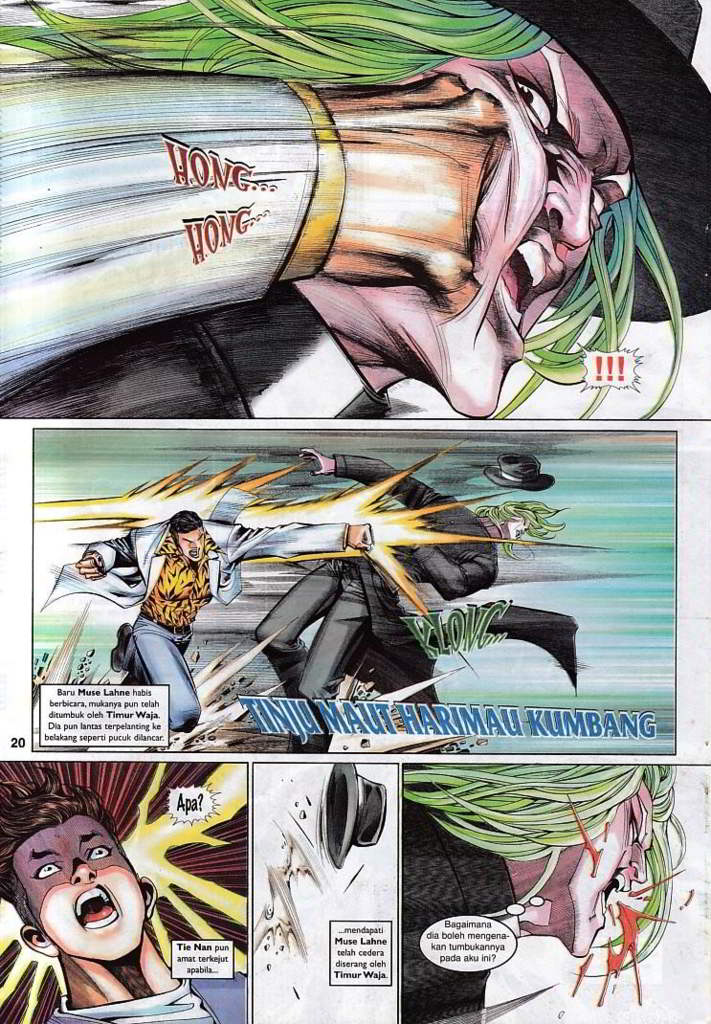 HONG...
HONG...
!!!
KLONG...
Baru Muse Lahne habis
berbicara, mukanya pun telah
ditumbuk oleh Timur Waja.
Dia pun lantas terpelanting ke
belakang seperti pucuk dilancar.
TINJU MAUT HARIMAU KUMBANG
20
Apa?
Tie Nan pun
amat terkejut
apabila...
...mendapati
Muse Lahne
telah cedera
diserang oleh
Timur Waja.
Bagaimana
dia boleh mengena-
kan tumbukannya
pada aku ini?